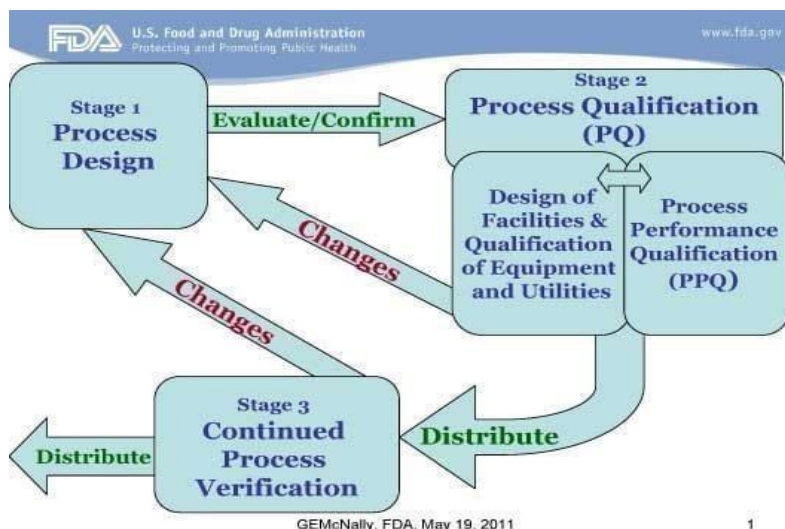 FDA U.S. Food and Drug Administration
Protecting and Promoting Public Health
www.fda.gov
Stage 1
Process
Design
Evaluate/Confirm
Stage 2
Process Qualification
(PQ)
Design of
Facilities &
Qualification
of Equipment
and Utilities
Process
Performance
Qualification
(PPQ)
Changes
Changes
Stage 3
Continued
Process
Verification
Distribute
Distribute
GEMcNally, FDA, May 19, 2011
1